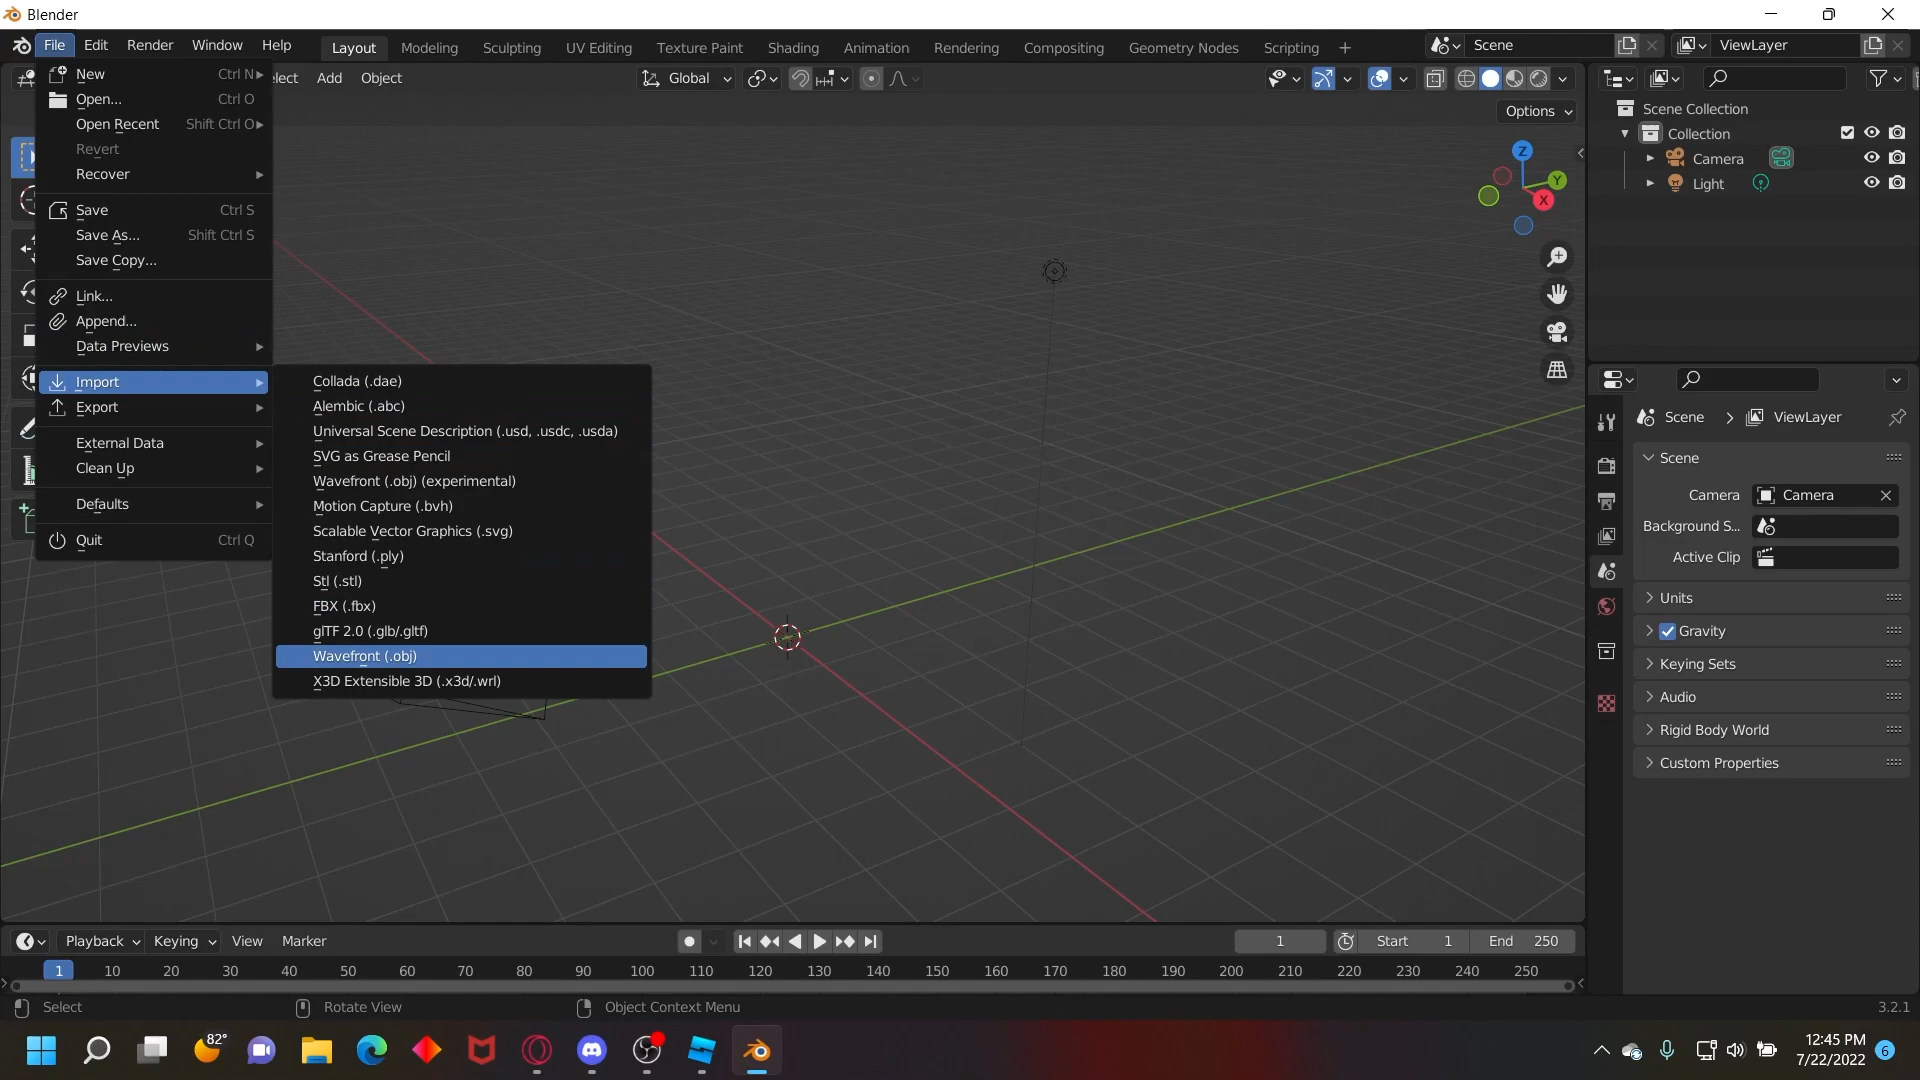 Blender
File Edit Render Window Help Layout Modeling Sculpting UV Editing Texture Paint Shading Animation Rendering Compositing Geometry Nodes Scripting Scene ViewLayer
lect Add Object Global
Options
New Ctrl N
Open... Ctrl O
Open Recent Shift Ctrl O
Revert
Recover
Save Ctrl S
Save As... Shift Ctrl S
Save Copy...
Link...
Append...
Data Previews
Import
Export
External Data
Clean Up
Defaults
Quit Ctrl Q
Collada (.dae)
Alembic (.abc)
Universal Scene Description (.usd, .usdc, .usda)
SVG as Grease Pencil
Wavefront (.obj) (experimental)
Motion Capture (.bvh)
Scalable Vector Graphics (.svg)
Stanford (.ply)
Stl (.stl)
FBX (.fbx)
glTF 2.0 (.glb/.gltf)
Wavefront (.obj)
X3D Extensible 3D (.x3d/.wrl)
Z
Y
X
Scene Collection
Collection
Camera
Light
Scene ViewLayer
Scene
Camera Camera
Background S...
Active Clip
Units
Gravity
Keying Sets
Audio
Rigid Body World
Custom Properties
Playback Keying View Marker 1 Start 1 End 250
1 10 20 30 40 50 60 70 80 90 100 110 120 130 140 150 160 170 180 190 200 210 220 230 240 250
Select Rotate View Object Context Menu 3.2.1
82°
12:45 PM
7/22/2022 6